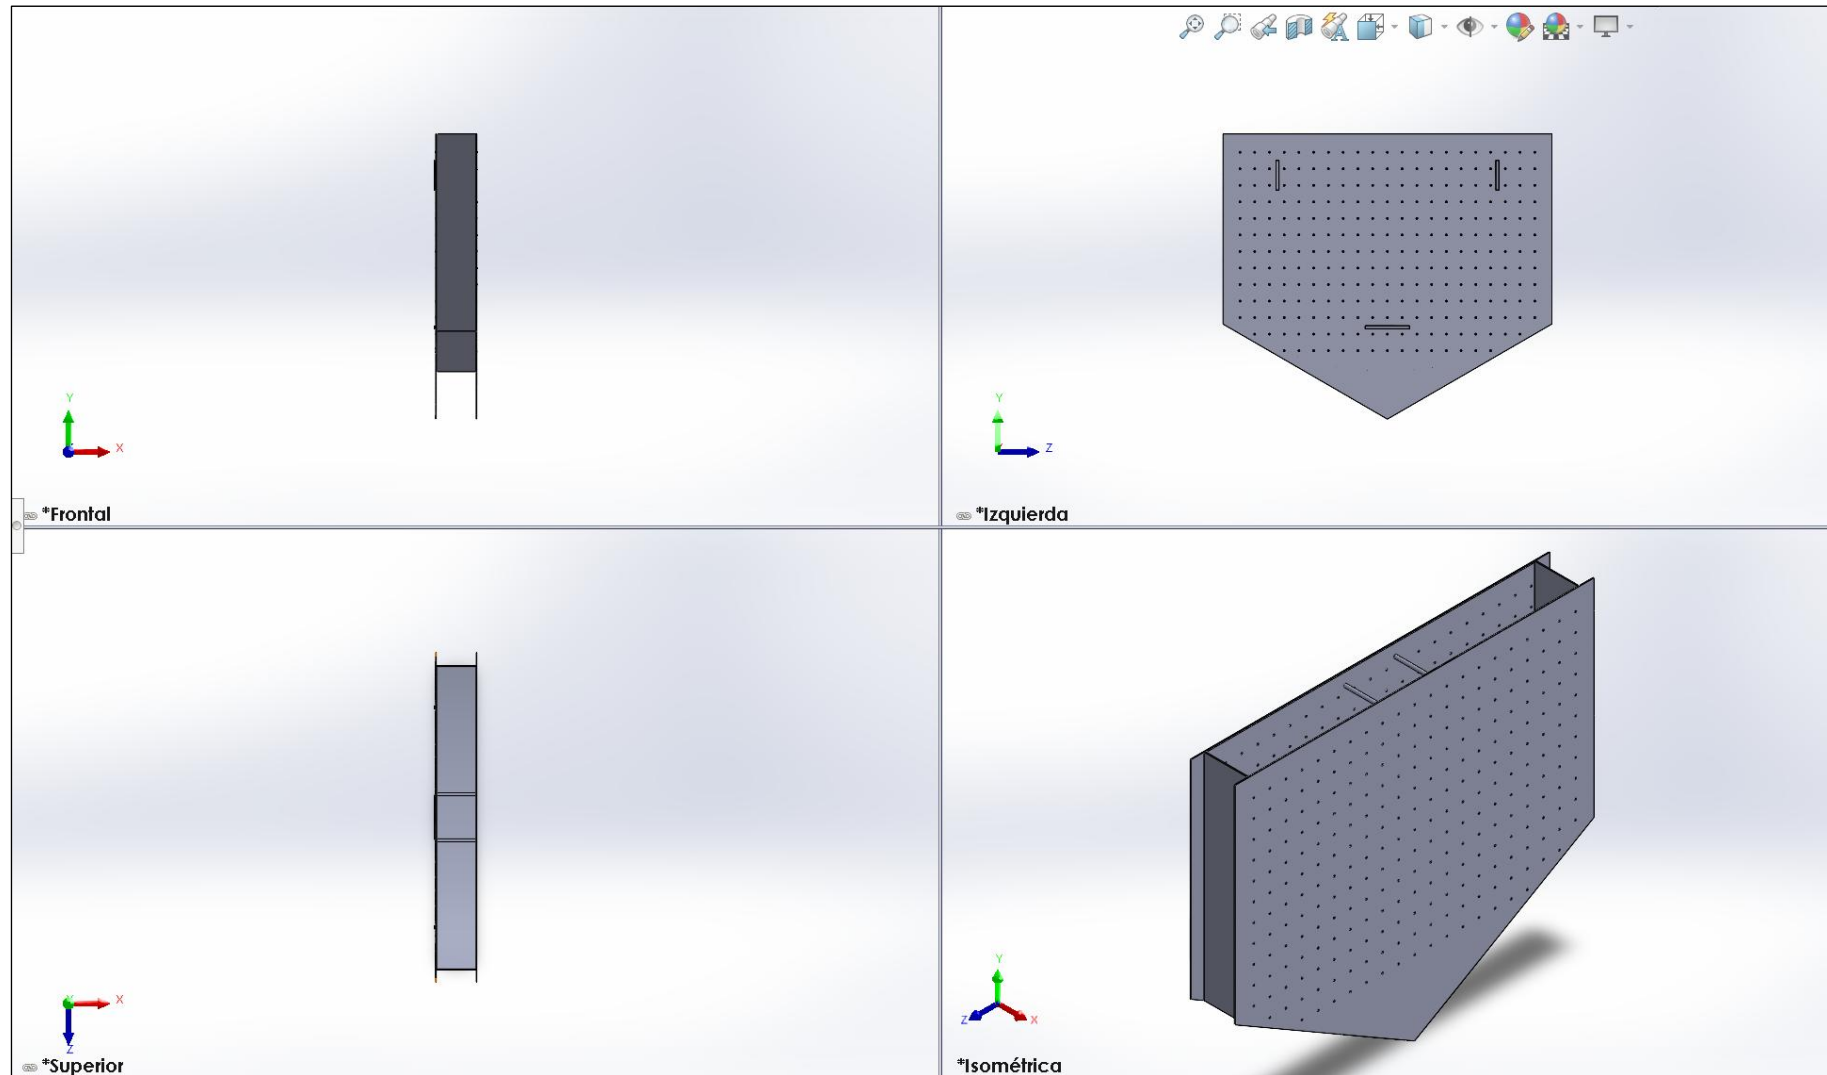 Y
X
*Frontal
Y
Z
*Izquierda
Y
X
Z
*Superior
Y
Z
X
*Isométrica